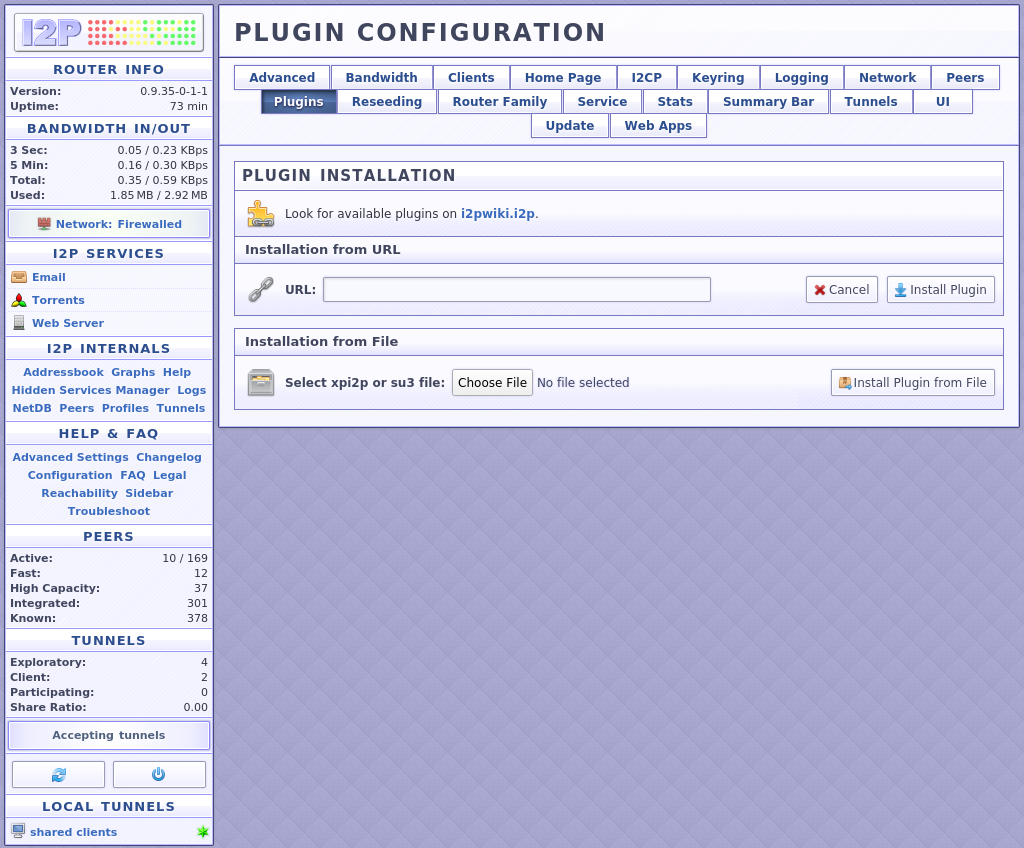 I2P
ROUTER INFO
Version: 0.9.35-0-1-1
Uptime: 73 min
BANDWIDTH IN/OUT
3 Sec: 0.05 / 0.23 KBps
5 Min: 0.16 / 0.30 KBps
Total: 0.35 / 0.59 KBps
Used: 1.85 MB / 2.92 MB
Network: Firewalled
I2P SERVICES
Email
Torrents
Web Server
I2P INTERNALS
Addressbook Graphs Help
Hidden Services Manager Logs
NetDB Peers Profiles Tunnels
HELP & FAQ
Advanced Settings Changelog
Configuration FAQ Legal
Reachability Sidebar
Troubleshoot
PEERS
Active: 10 / 169
Fast: 12
High Capacity: 37
Integrated: 301
Known: 378
TUNNELS
Exploratory: 4
Client: 2
Participating: 0
Share Ratio: 0.00
Accepting tunnels
LOCAL TUNNELS
shared clients
PLUGIN CONFIGURATION
Advanced Bandwidth Clients Home Page I2CP Keyring Logging Network Peers
Plugins Reseeding Router Family Service Stats Summary Bar Tunnels UI
Update Web Apps
PLUGIN INSTALLATION
Look for available plugins on i2pwiki.i2p.
Installation from URL
URL: Cancel Install Plugin
Installation from File
Select xpi2p or su3 file: Choose File No file selected Install Plugin from File